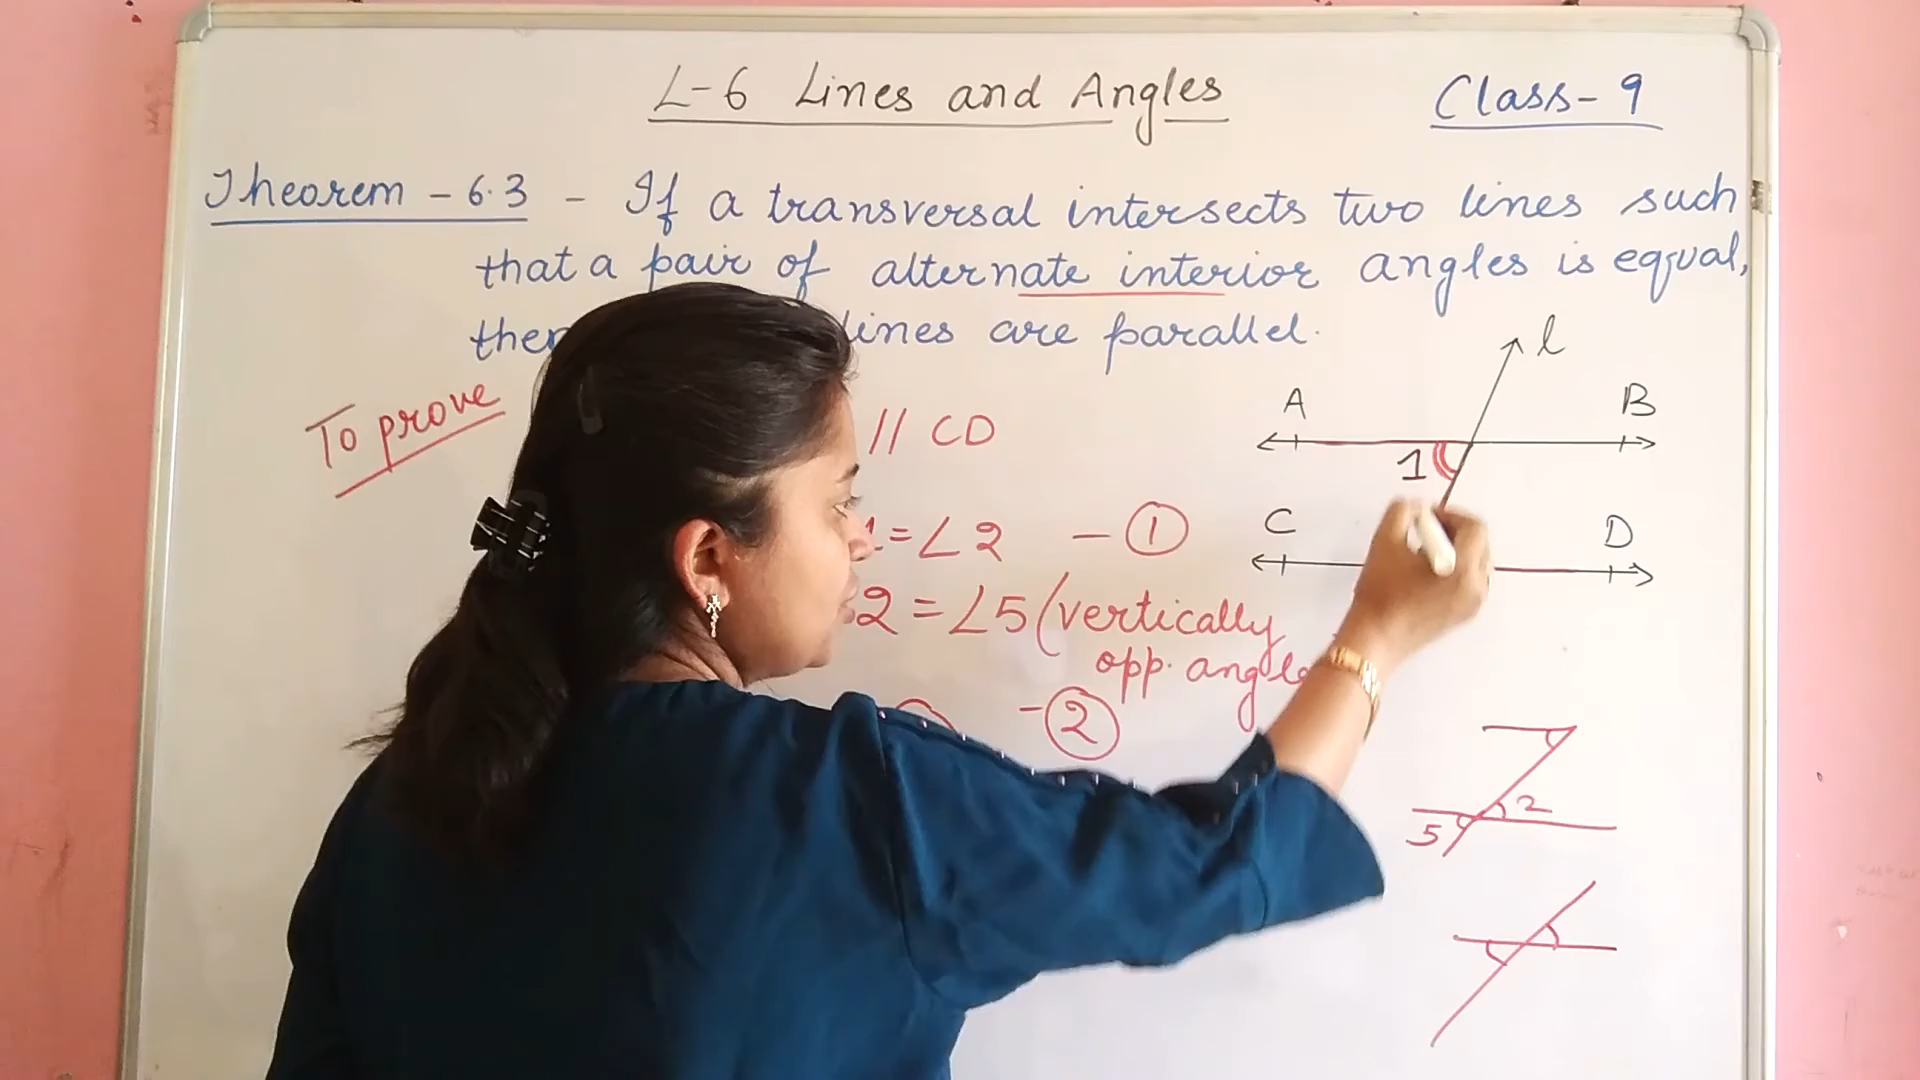 L-6 Lines and Angles
Class-9
Theorem - 6.3 - If a transversal intersects two lines such
that a pair of alternate interior angles is equal,
lines are parallel.
l
To prove
// CD
A B
1
= ∠2 - ①
C D
2 = ∠5 (vertically
opp. angle
- ②
2
5